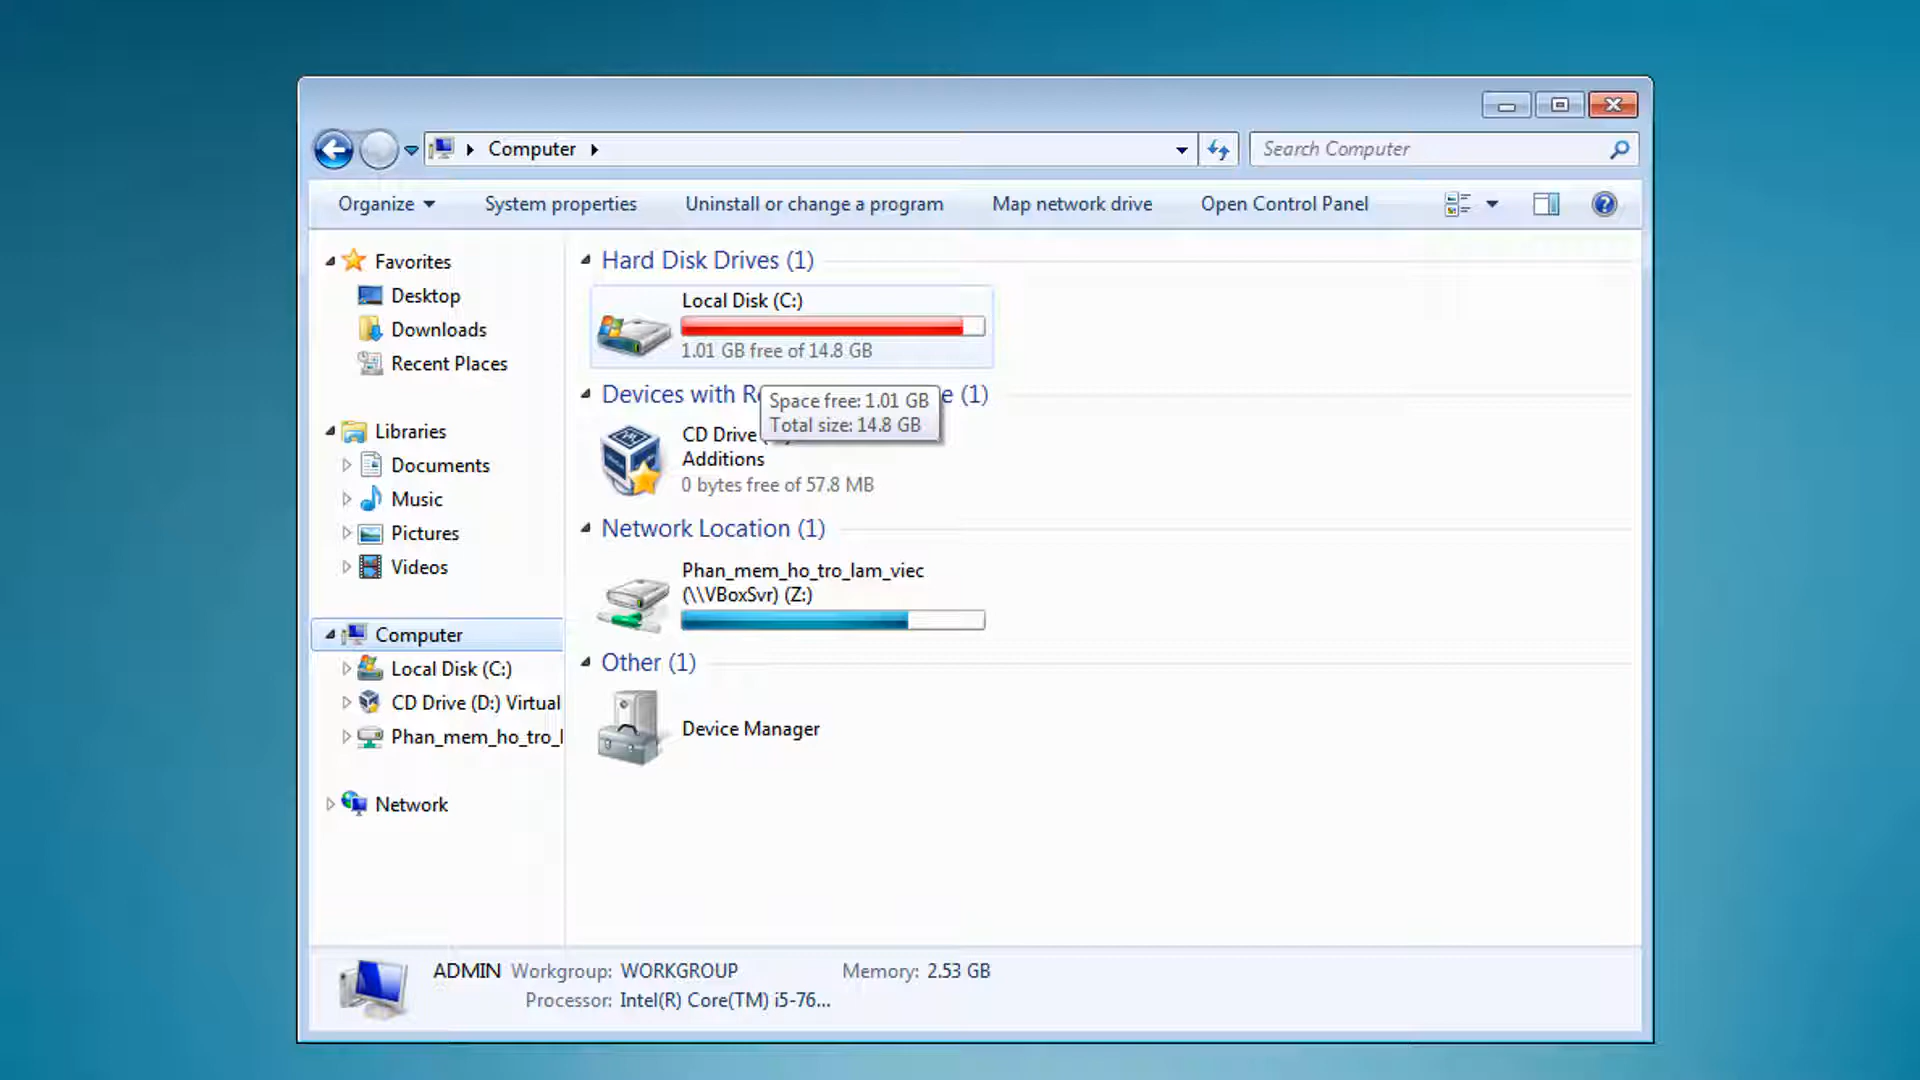 Computer
Search Computer
Organize
System properties
Uninstall or change a program
Map network drive
Open Control Panel
Favorites
Desktop
Downloads
Recent Places
Libraries
Documents
Music
Pictures
Videos
Computer
Local Disk (C:)
CD Drive (D:) Virtual
Phan_mem_ho_tro_l
Network
Hard Disk Drives (1)
Local Disk (C:)
1.01 GB free of 14.8 GB
Devices with R
e (1)
Space free: 1.01 GB
Total size: 14.8 GB
CD Drive
Additions
0 bytes free of 57.8 MB
Network Location (1)
Phan_mem_ho_tro_lam_viec
(\\VBoxSvr) (Z:)
Other (1)
Device Manager
ADMIN Workgroup: WORKGROUP Memory: 2.53 GB
Processor: Intel(R) Core(TM) i5-76...